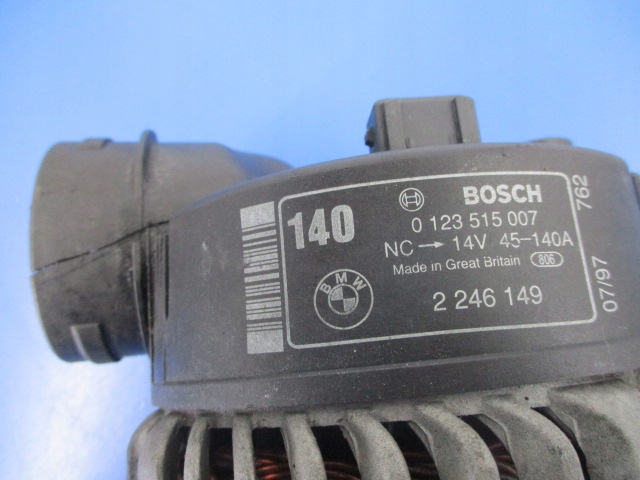 140
BOSCH
0 123 515 007
NC → 14V 45-140A
Made in Great Britain 806
BMW
2 246 149
07/97 762